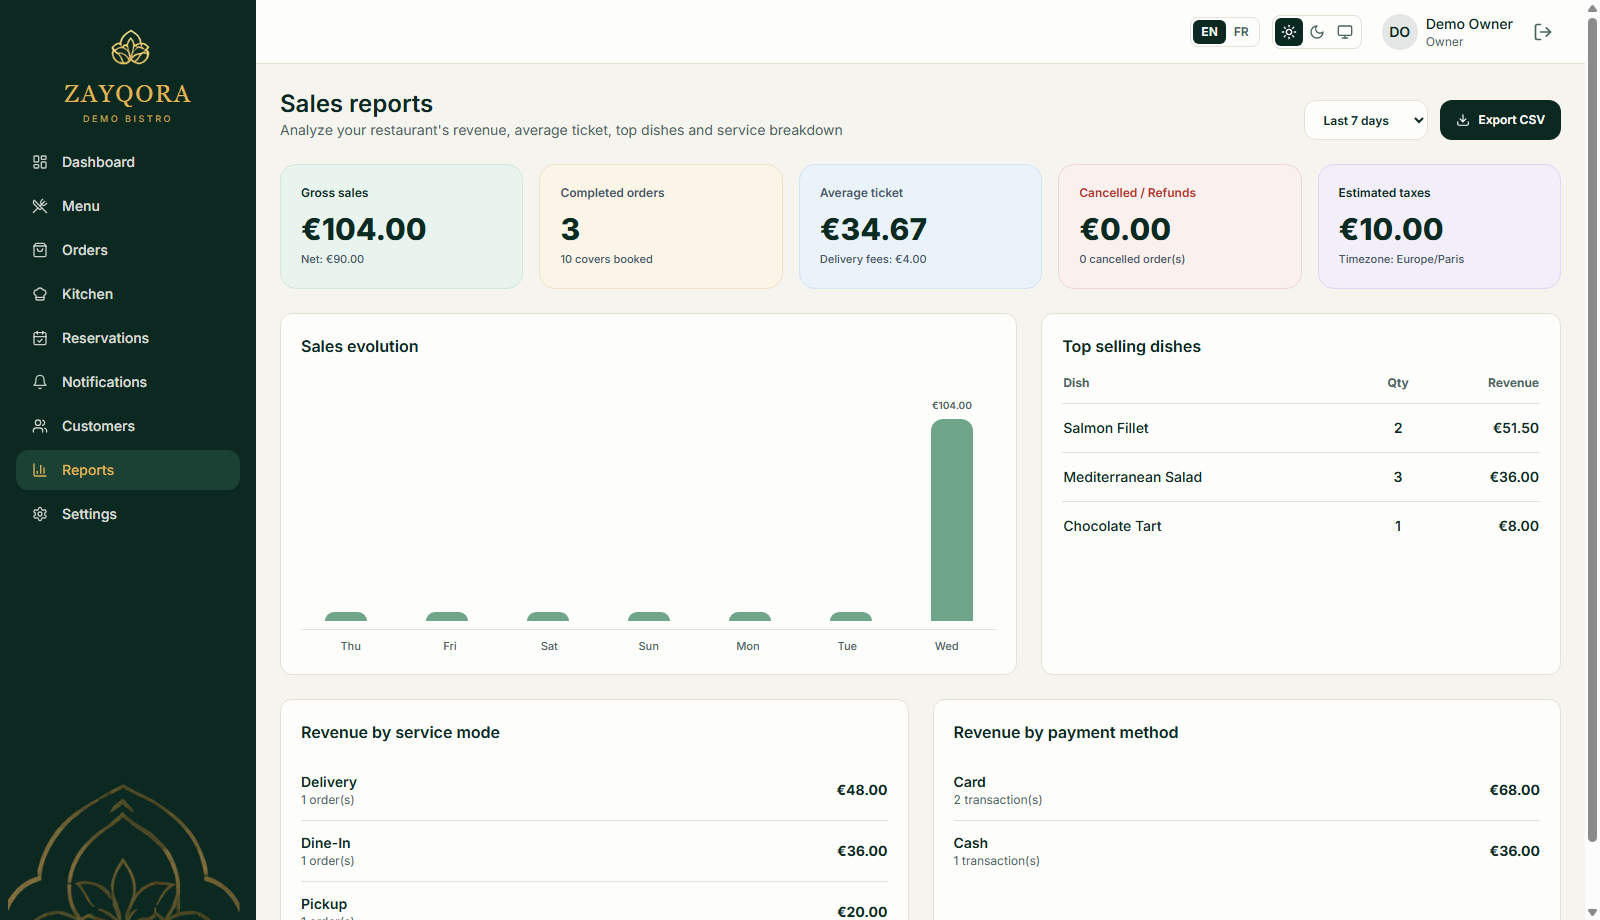 ZAYQORA
DEMO BISTRO
Dashboard
Menu
Orders
Kitchen
Reservations
Notifications
Customers
Reports
Settings
EN FR
DO
Demo Owner
Owner
Sales reports
Analyze your restaurant's revenue, average ticket, top dishes and service breakdown
Last 7 days
Export CSV
Gross sales
€104.00
Net: €90.00
Completed orders
3
10 covers booked
Average ticket
€34.67
Delivery fees: €4.00
Cancelled / Refunds
€0.00
0 cancelled order(s)
Estimated taxes
€10.00
Timezone: Europe/Paris
Sales evolution
€104.00
Thu Fri Sat Sun Mon Tue Wed
Top selling dishes
Dish Qty Revenue
Salmon Fillet 2 €51.50
Mediterranean Salad 3 €36.00
Chocolate Tart 1 €8.00
Revenue by service mode
Delivery
1 order(s)
€48.00
Dine-In
1 order(s)
€36.00
Pickup
1 order(s)
€20.00
Revenue by payment method
Card
2 transaction(s)
€68.00
Cash
1 transaction(s)
€36.00